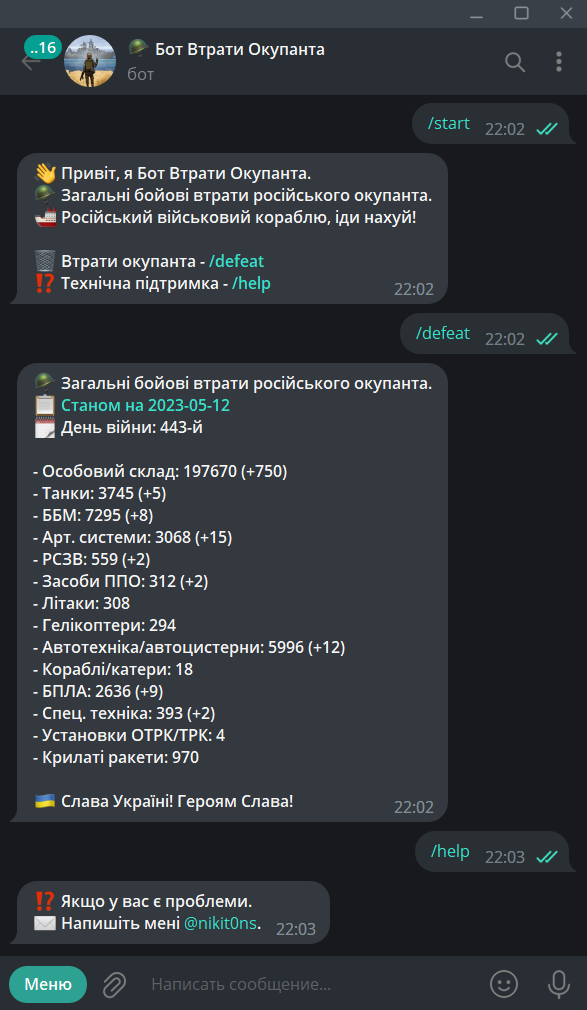 ..16
Бот Втрати Окупанта
бот
/start 22:02
Привіт, я Бот Втрати Окупанта.
Загальні бойові втрати російського окупанта.
Російський військовий кораблю, іди нахуй!
Втрати окупанта - /defeat
Технічна підтримка - /help
22:02
/defeat 22:02
Загальні бойові втрати російського окупанта.
Станом на 2023-05-12
День війни: 443-й
- Особовий склад: 197670 (+750)
- Танки: 3745 (+5)
- ББМ: 7295 (+8)
- Арт. системи: 3068 (+15)
- РСЗВ: 559 (+2)
- Засоби ППО: 312 (+2)
- Літаки: 308
- Гелікоптери: 294
- Автотехніка/автоцистерни: 5996 (+12)
- Кораблі/катери: 18
- БПЛА: 2636 (+9)
- Спец. техніка: 393 (+2)
- Установки ОТРК/ТРК: 4
- Крилаті ракети: 970
Слава Україні! Героям Слава!
22:02
/help 22:03
Якщо у вас є проблеми.
Напишіть мені @nikit0ns.
22:03
Меню
Написать сообщение...